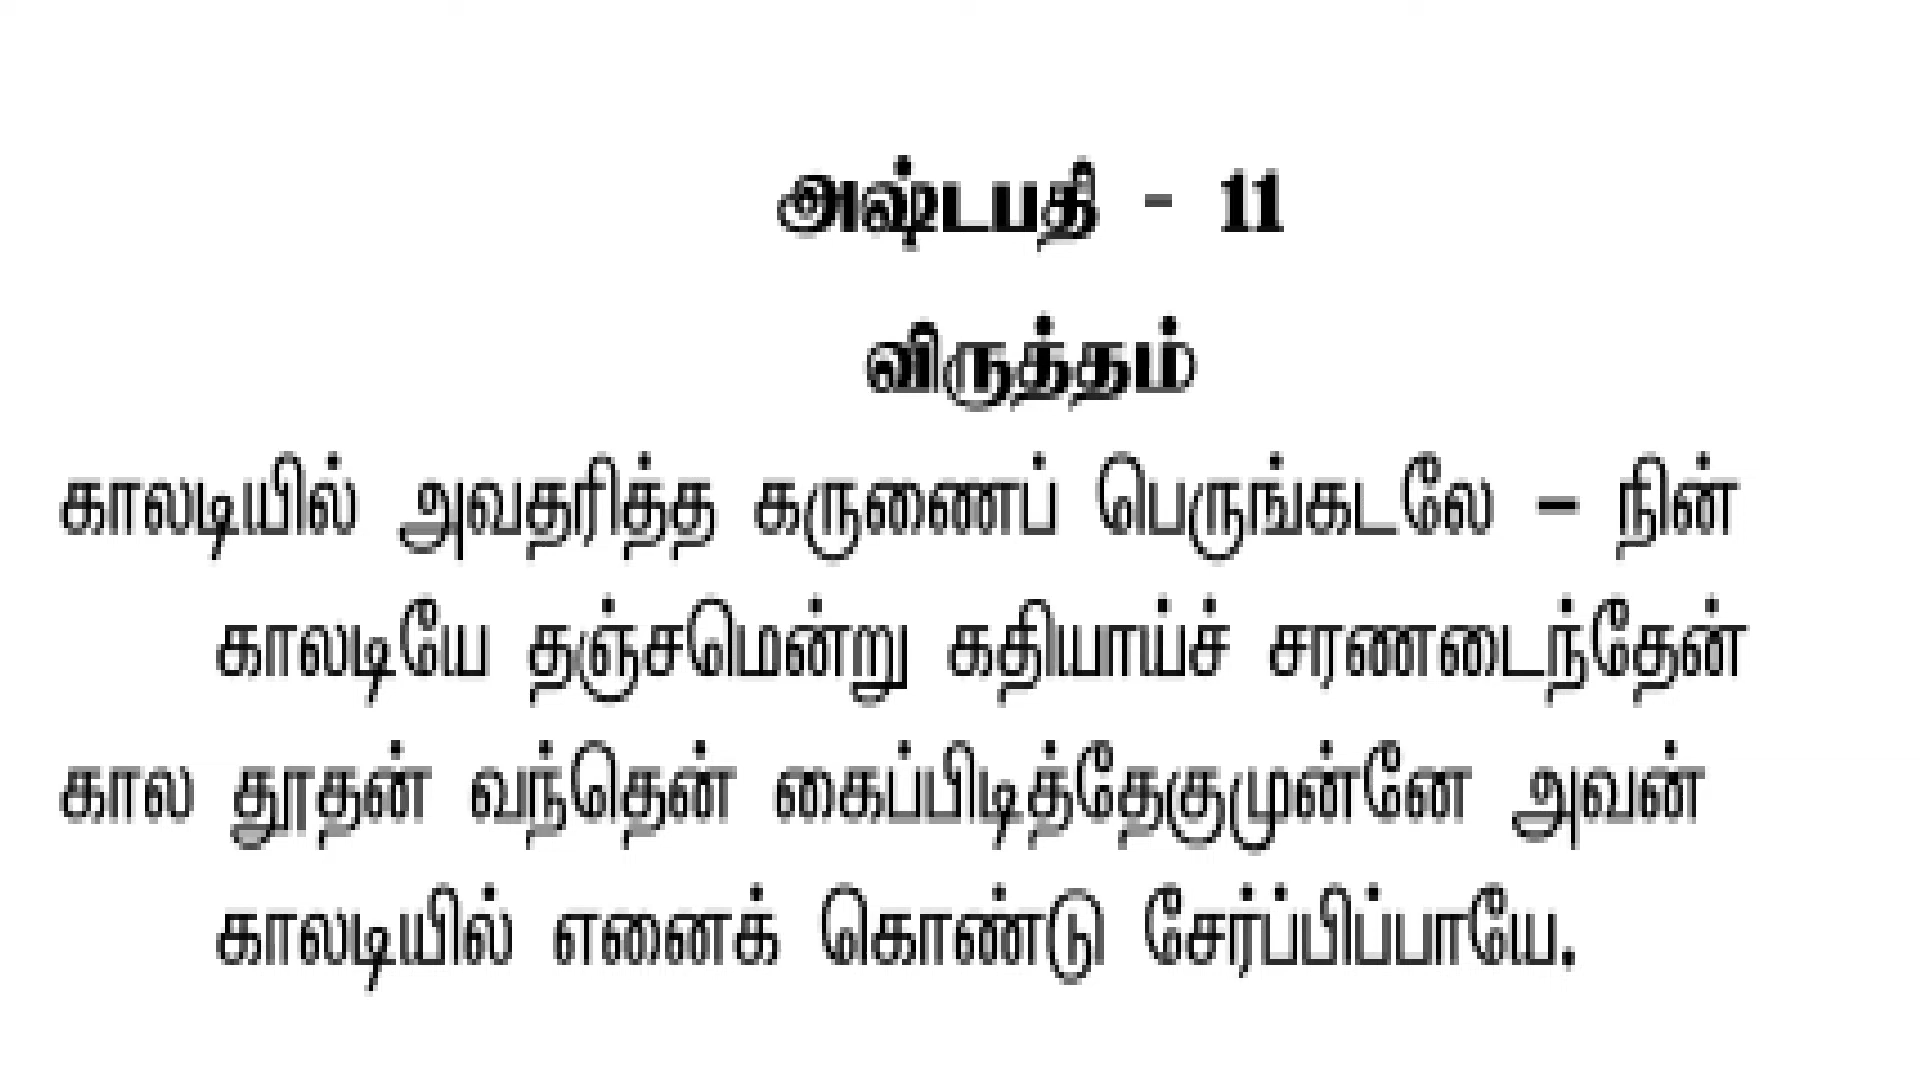 அஷ்டபதி - 11
விருத்தம்
காலடியில் அவதரித்த கருணைப் பெருங்கடலே – நின்
காலடியே தஞ்சமென்று கதியாய்ச் சரணடைந்தேன்
கால தூதன் வந்தென் கைப்பிடித்தேகுமுன்னே அவன்
காலடியில் எனைக் கொண்டு சேர்ப்பிப்பாயே.